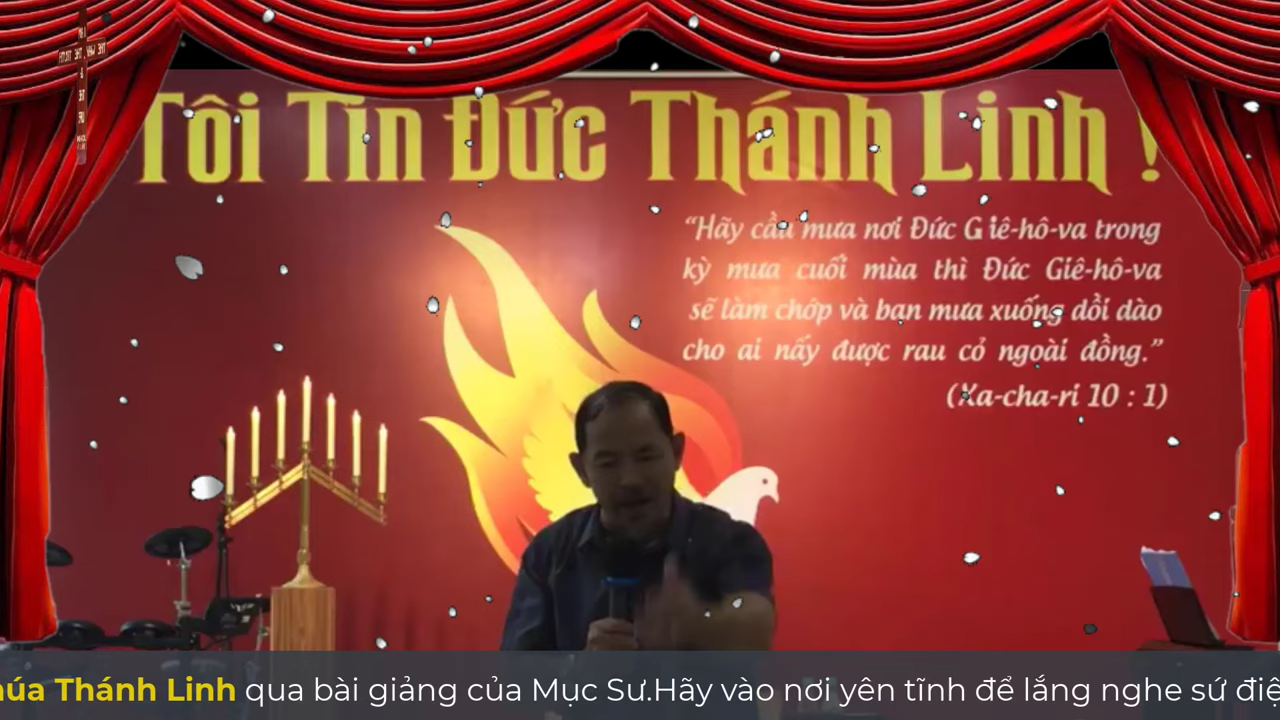 Tôi Tin Đức Thánh Linh !
“Hãy cầu mưa nơi Đức Giê-hô-va trong
kỳ mưa cuối mùa thì Đức Giê-hô-va
sẽ làm chớp và ban mưa xuống dồi dào
cho ai nấy được rau cỏ ngoài đồng.”
(Xa-cha-ri 10 : 1)
Thánh Linh qua bài giảng của Mục Sư.Hãy vào nơi yên tĩnh để lắng nghe sứ